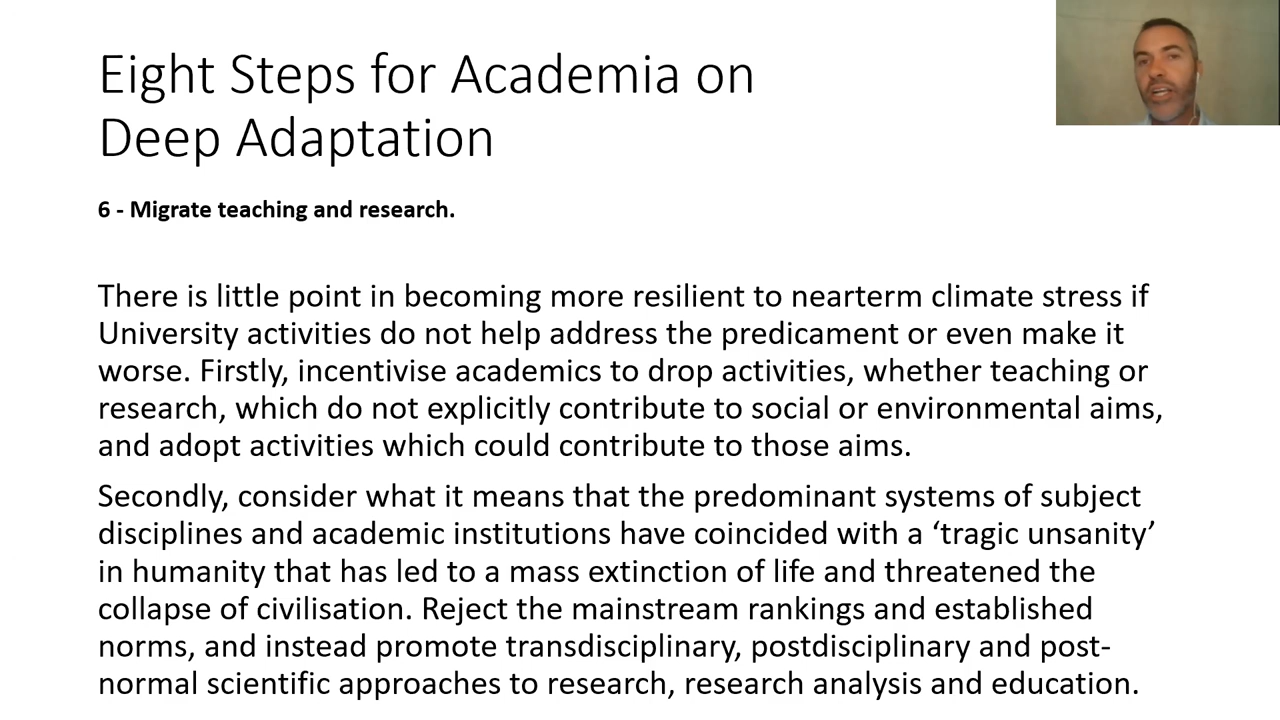 Eight Steps for Academia on
Deep Adaptation
6 - Migrate teaching and research.
There is little point in becoming more resilient to nearterm climate stress if
University activities do not help address the predicament or even make it
worse. Firstly, incentivise academics to drop activities, whether teaching or
research, which do not explicitly contribute to social or environmental aims,
and adopt activities which could contribute to those aims.
Secondly, consider what it means that the predominant systems of subject
disciplines and academic institutions have coincided with a ‘tragic unsanity’
in humanity that has led to a mass extinction of life and threatened the
collapse of civilisation. Reject the mainstream rankings and established
norms, and instead promote transdisciplinary, postdisciplinary and post-
normal scientific approaches to research, research analysis and education.